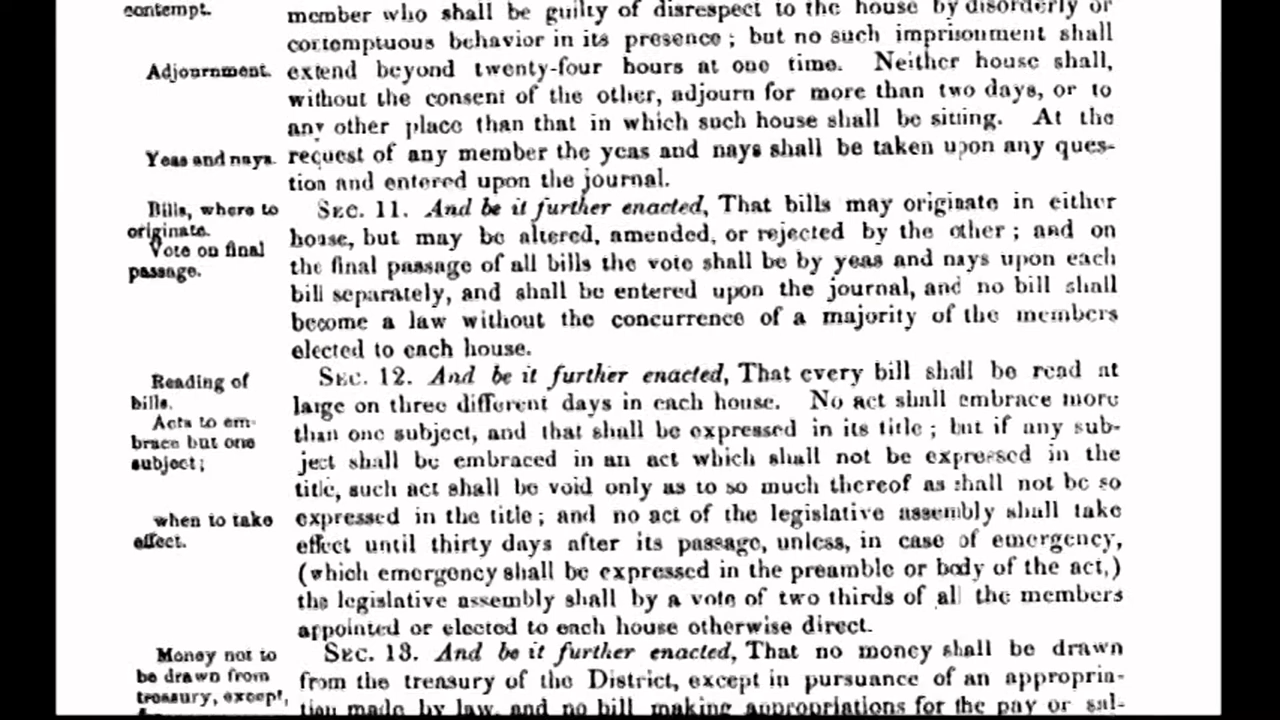 contempt.
member who shall be guilty of disrespect to the house by disorderly or
contemptuous behavior in its presence; but no such imprisonment shall
Adjournment. extend beyond twenty-four hours at one time. Neither house shall,
without the consent of the other, adjourn for more than two days, or to
any other place than that in which such house shall be sitting. At the
Yeas and nays. request of any member the yeas and nays shall be taken upon any ques-
tion and entered upon the journal.
Bills, where to
originate.
Vote on final
passage.
SEC. 11. And be it further enacted, That bills may originate in either
house, but may be altered, amended, or rejected by the other; and on
the final passage of all bills the vote shall be by yeas and nays upon each
bill separately, and shall be entered upon the journal, and no bill shall
become a law without the concurrence of a majority of the members
elected to each house.
Reading of
bills.
Acts to em-
brace but one
subject;
when to take
effect.
SEC. 12. And be it further enacted, That every bill shall be read at
large on three different days in each house. No act shall embrace more
than one subject, and that shall be expressed in its title; but if any sub-
ject shall be embraced in an act which shall not be expressed in the
title, such act shall be void only as to so much thereof as shall not be so
expressed in the title; and no act of the legislative assembly shall take
effect until thirty days after its passage, unless, in case of emergency,
(which emergency shall be expressed in the preamble or body of the act,)
the legislative assembly shall by a vote of two thirds of all the members
appointed or elected to each house otherwise direct.
Money not to
be drawn from
treasury, except,
SEC. 13. And be it further enacted, That no money shall be drawn
from the treasury of the District, except in pursuance of an appropria-
tion made by law, and no bill making appropriations for the pay or sal-